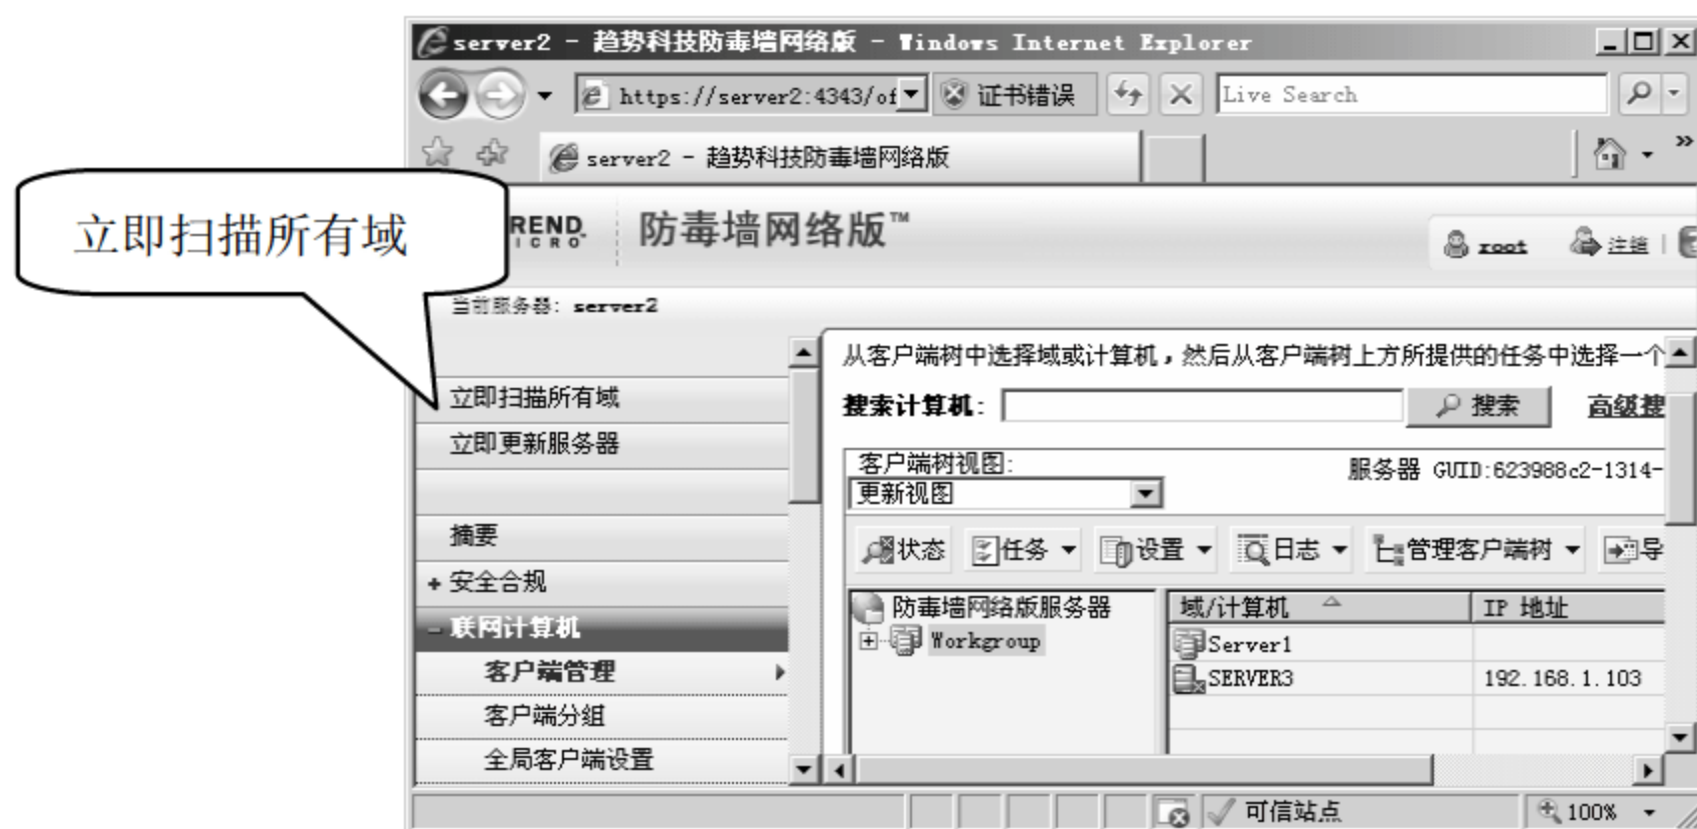 server2 - 趋势科技防毒墙网络版 - Windows Internet Explorer
https://server2:4343/of
证书错误
Live Search
server2 - 趋势科技防毒墙网络版
»
立即扫描所有域
REND
MICRO
防毒墙网络版™
root
注销
当前服务器: server2
立即扫描所有域
立即更新服务器
摘要
+ 安全合规
- 联网计算机
客户端管理
客户端分组
全局客户端设置
从客户端树中选择域或计算机，然后从客户端树上方所提供的任务中选择一个
搜索计算机:
搜索
高级搜
客户端树视图:
更新视图
服务器 GUID:623988c2-1314-
状态
任务
设置
日志
管理客户端树
导
防毒墙网络版服务器
Workgroup
域/计算机
IP 地址
Server1
SERVER3
192.168.1.103
可信站点
100%